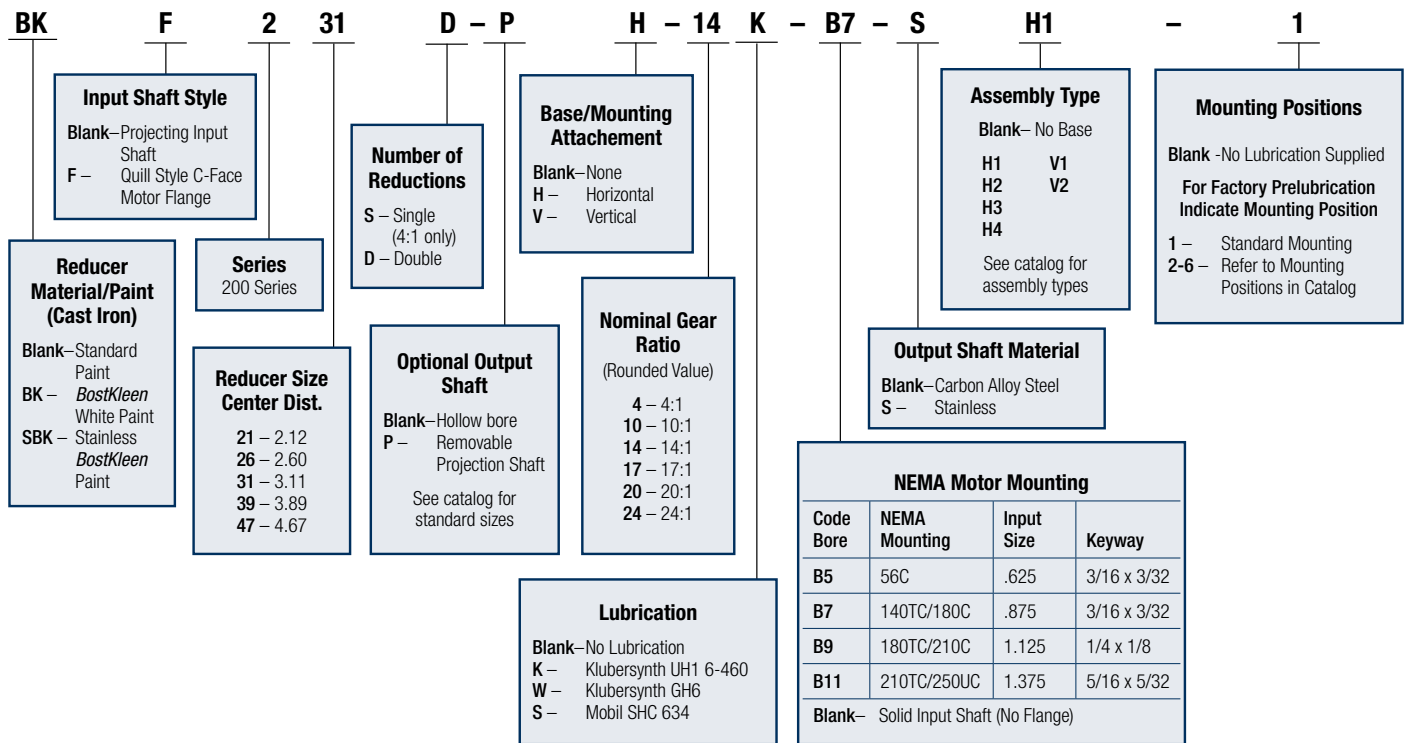 BK F 2 31 D – P H – 14 K – B7 – S H1 – 1
Input Shaft Style
Blank–Projecting Input
Shaft
F – Quill Style C-Face
Motor Flange
Reducer
Material/Paint
(Cast Iron)
Blank–Standard
Paint
BK – BostKleen
White Paint
SBK – Stainless
BostKleen
Paint
Series
200 Series
Reducer Size
Center Dist.
21 – 2.12
26 – 2.60
31 – 3.11
39 – 3.89
47 – 4.67
Number of
Reductions
S – Single
(4:1 only)
D – Double
Optional Output
Shaft
Blank–Hollow bore
P – Removable
Projection Shaft
See catalog for
standard sizes
Base/Mounting
Attachement
Blank–None
H – Horizontal
V – Vertical
Nominal Gear
Ratio
(Rounded Value)
4 – 4:1
10 – 10:1
14 – 14:1
17 – 17:1
20 – 20:1
24 – 24:1
Lubrication
Blank–No Lubrication
K – Klubersynth UH1 6-460
W – Klubersynth GH6
S – Mobil SHC 634
NEMA Motor Mounting
Code Bore NEMA Mounting Input Size Keyway
B5 56C .625 3/16 x 3/32
B7 140TC/180C .875 3/16 x 3/32
B9 180TC/210C 1.125 1/4 x 1/8
B11 210TC/250UC 1.375 5/16 x 5/32
Blank– Solid Input Shaft (No Flange)
Output Shaft Material
Blank–Carbon Alloy Steel
S – Stainless
Assembly Type
Blank– No Base
H1 V1
H2 V2
H3
H4
See catalog for
assembly types
Mounting Positions
Blank -No Lubrication Supplied
For Factory Prelubrication
Indicate Mounting Position
1 – Standard Mounting
2-6 – Refer to Mounting
Positions in Catalog